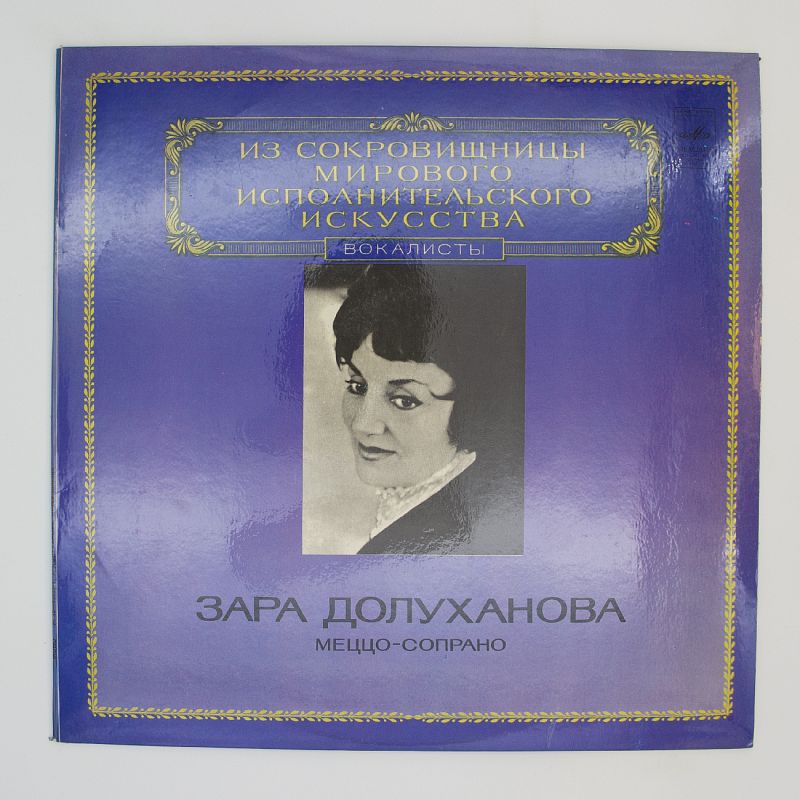 ИЗ СОКРОВИЩНИЦЫ
МИРОВОГО
ИСПОЛНИТЕЛЬСКОГО
ИСКУССТВА
ВОКАЛИСТЫ
ЗАРА ДОЛУХАНОВА
МЕЦЦО-СОПРАНО